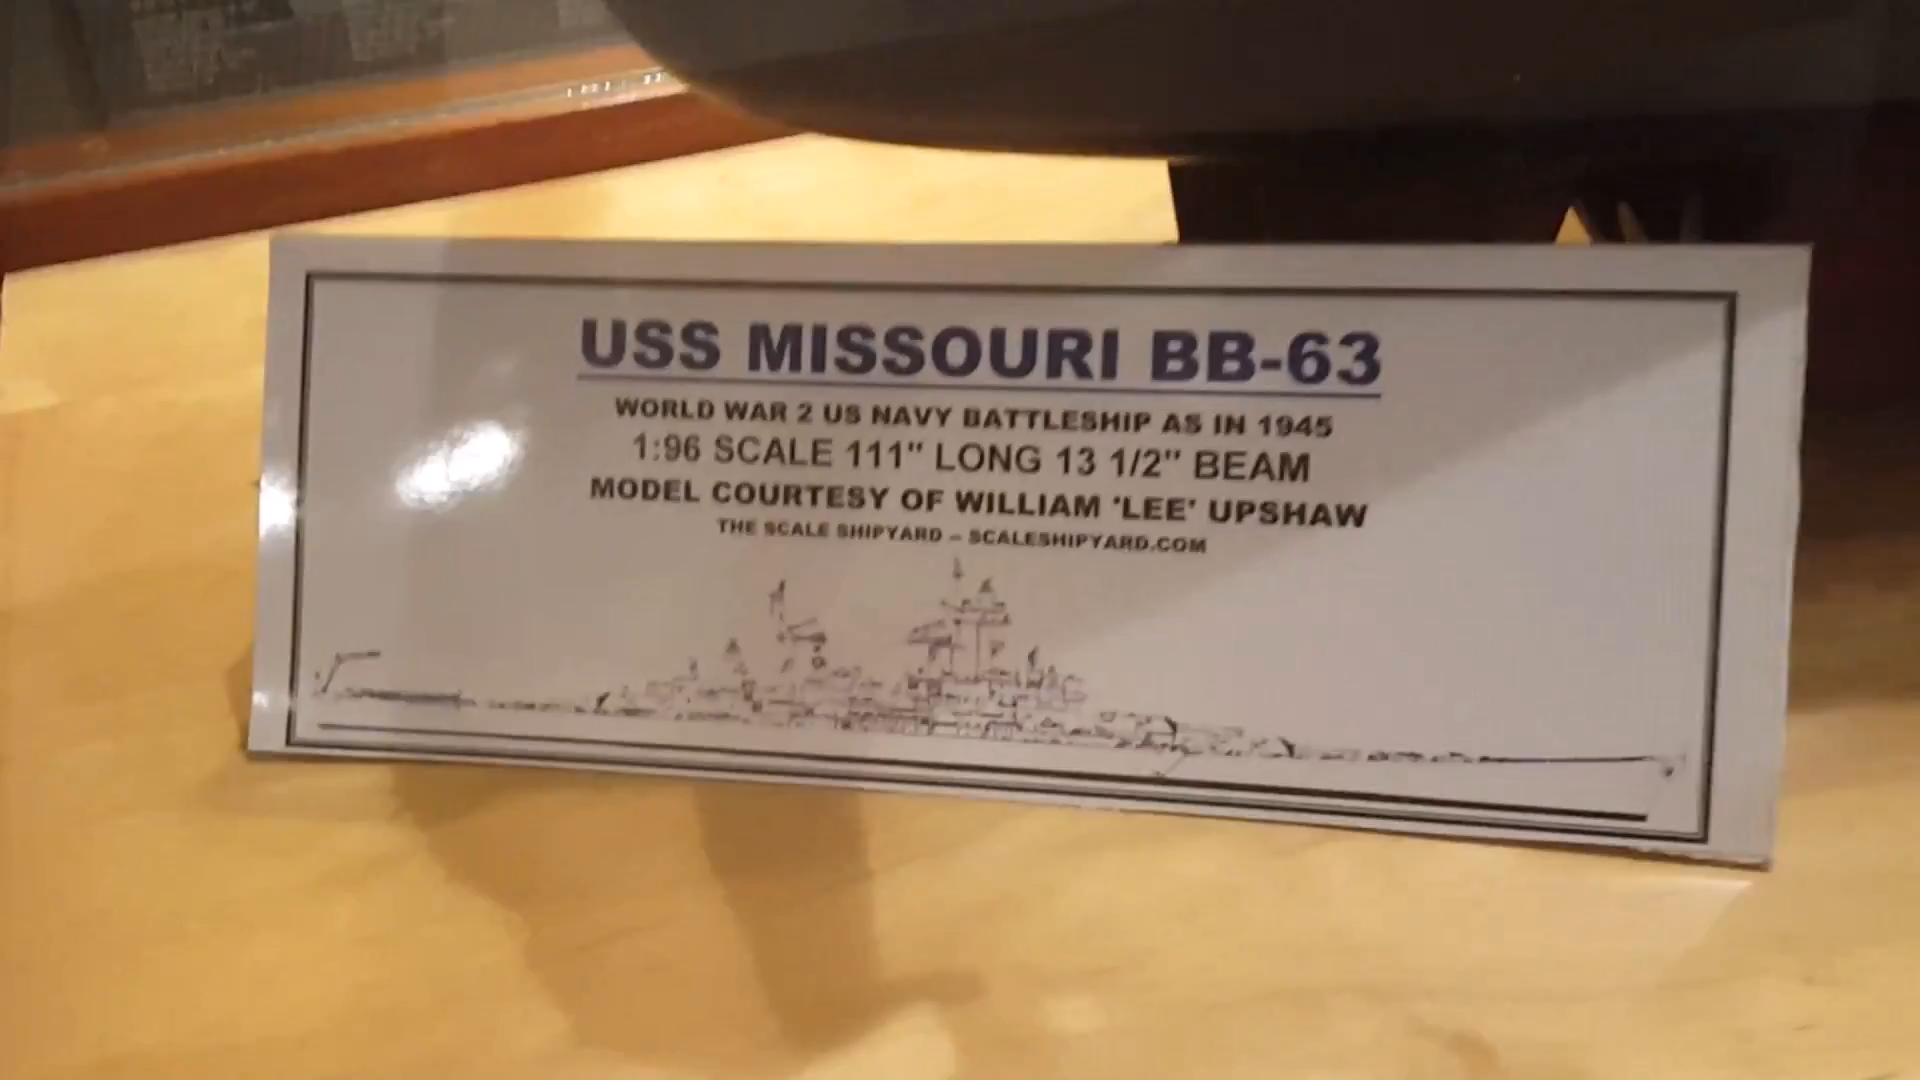 USS MISSOURI BB-63
WORLD WAR 2 US NAVY BATTLESHIP AS IN 1945
1:96 SCALE 111" LONG 13 1/2" BEAM
MODEL COURTESY OF WILLIAM 'LEE' UPSHAW
THE SCALE SHIPYARD – SCALESHIPYARD.COM